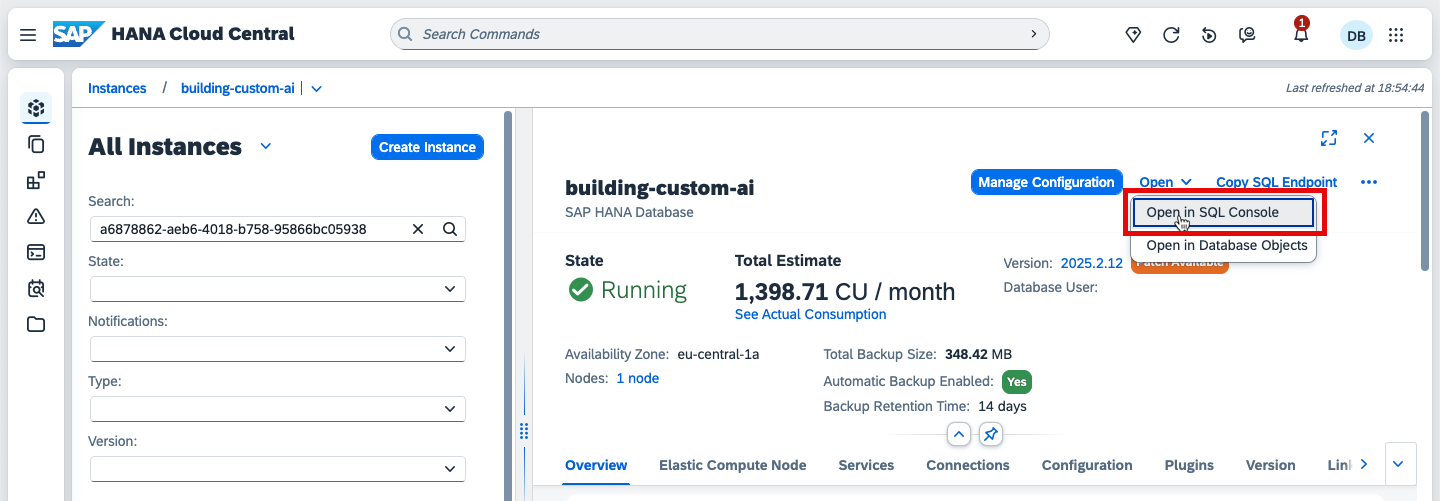 SAP HANA Cloud Central
Search Commands
1
DB
Instances / building-custom-ai
Last refreshed at 18:54:44
All Instances
Create Instance
Search:
a6878862-aeb6-4018-b758-95866bc05938
State:
Notifications:
Type:
Version:
building-custom-ai
SAP HANA Database
Manage Configuration
Open
Copy SQL Endpoint
Open in SQL Console
Open in Database Objects
State
Running
Total Estimate
1,398.71 CU / month
See Actual Consumption
Version: 2025.2.12
Patch Available
Database User:
Availability Zone: eu-central-1a
Nodes: 1 node
Total Backup Size: 348.42 MB
Automatic Backup Enabled: Yes
Backup Retention Time: 14 days
Overview Elastic Compute Node Services Connections Configuration Plugins Version Link